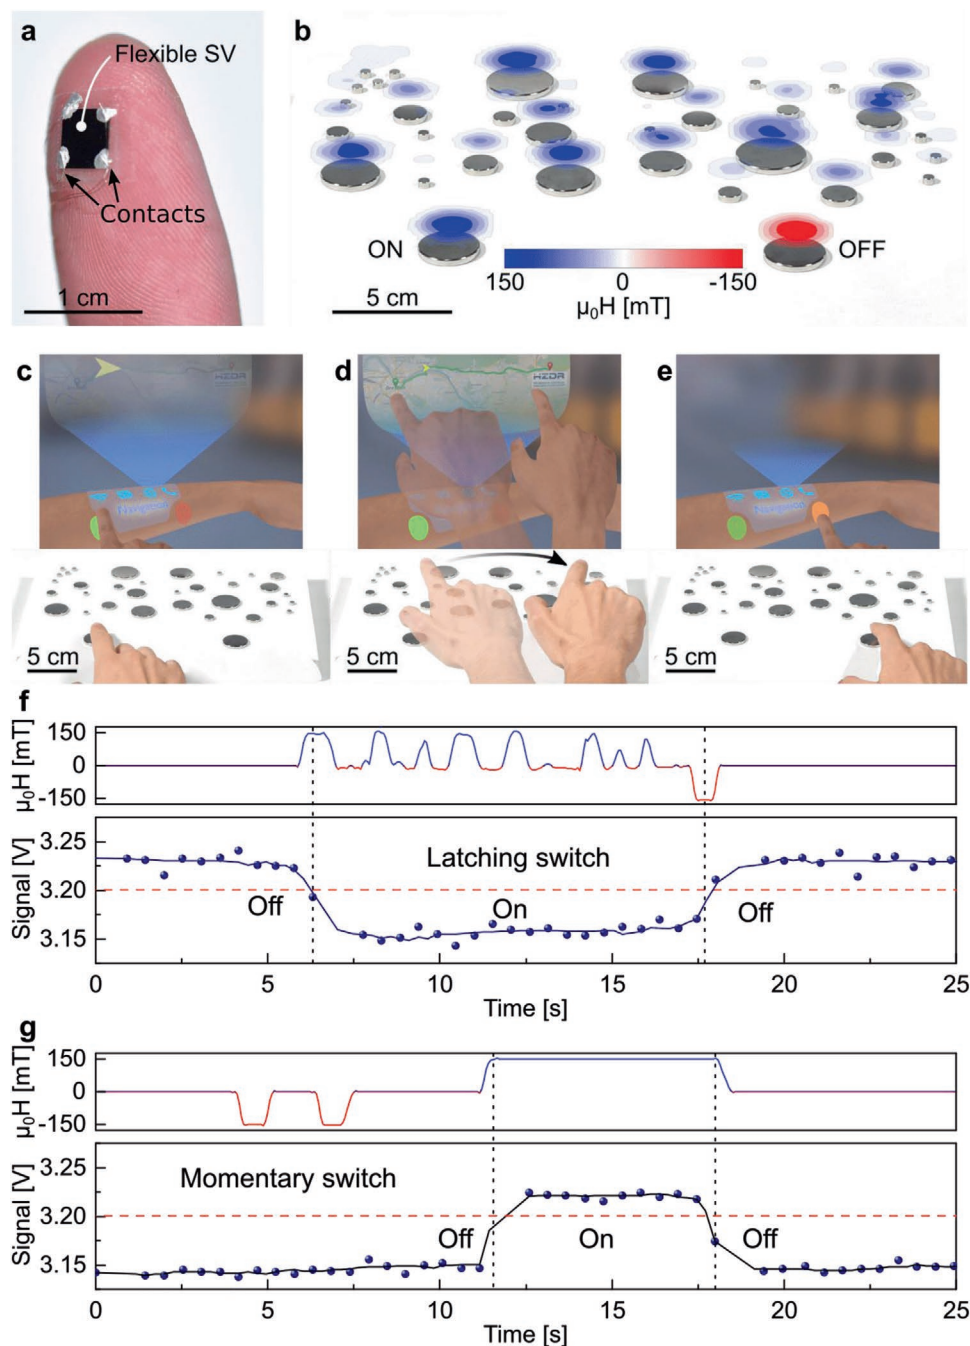 a
Flexible SV
Contacts
1 cm
b
ON
OFF
150 0 -150
μ₀H [mT]
5 cm
c
d
e
HZDR
HZDR
Navigation
5 cm
5 cm
5 cm
f
μ₀H [mT]
150
0
-150
Signal [V]
3.25
3.20
3.15
Latching switch
Off
On
Off
0 5 10 15 20 25
Time [s]
g
μ₀H [mT]
150
0
-150
Signal [V]
3.25
3.20
3.15
Momentary switch
Off
On
Off
0 5 10 15 20 25
Time [s]